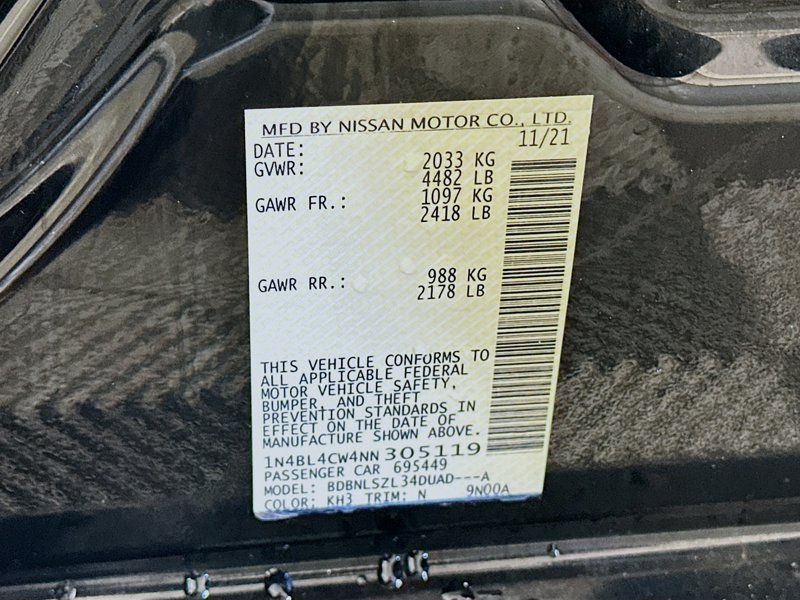 MFD BY NISSAN MOTOR CO., LTD.
DATE: 11/21
GVWR: 2033 KG
4482 LB
GAWR FR.: 1097 KG
2418 LB
GAWR RR.: 988 KG
2178 LB
THIS VEHICLE CONFORMS TO
ALL APPLICABLE FEDERAL
MOTOR VEHICLE SAFETY,
BUMPER, AND THEFT
PREVENTION STANDARDS IN
EFFECT ON THE DATE OF
MANUFACTURE SHOWN ABOVE.
1N4BL4CW4NN305119
PASSENGER CAR 695449
MODEL: BDBNLSZL34DUAD---A
COLOR: KH3 TRIM: N 9N00A